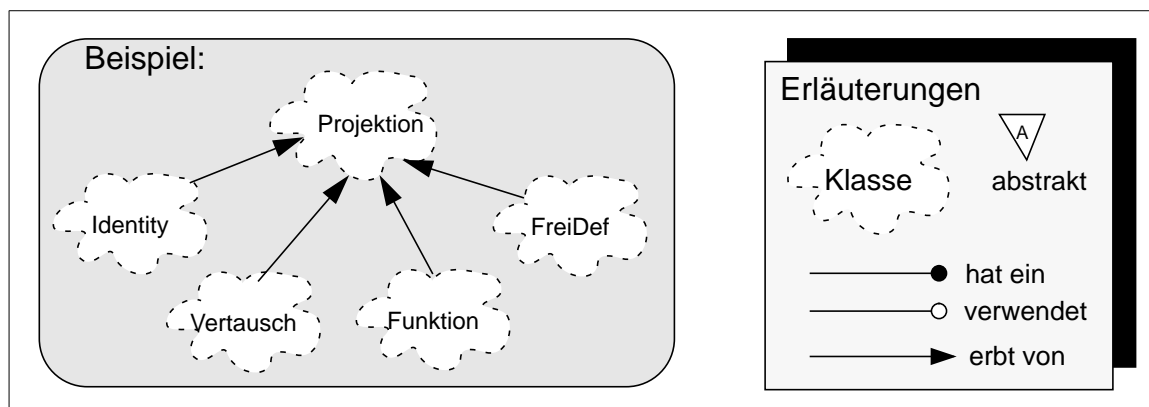 Beispiel:
Projektion
Identity
FreiDef
Vertausch
Funktion
Erläuterungen
Klasse
A
abstrakt
hat ein
verwendet
erbt von